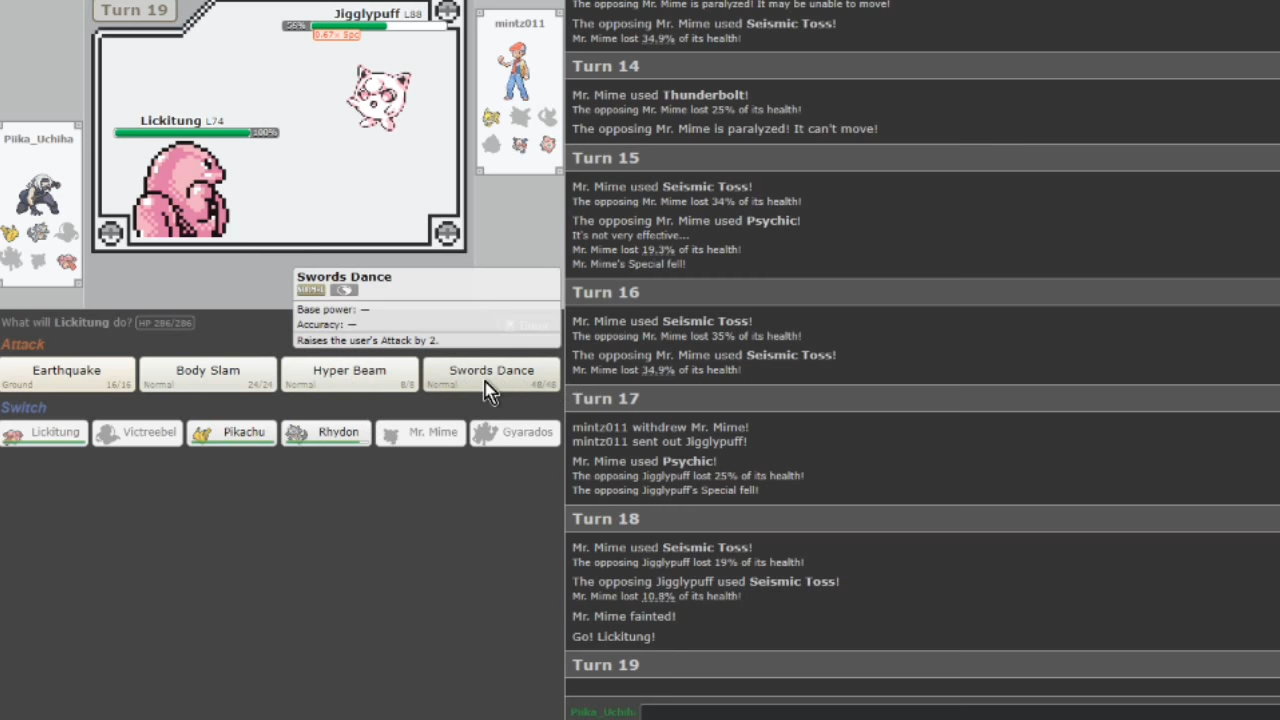 Turn 19
Jigglypuff L88
56%
0.67× Spc
mintz011
Lickitung L74
100%
Piika_Uchiha
Swords Dance
NORMAL
Base power: —
Accuracy: —
Raises the user's Attack by 2.
What will Lickitung do? HP 286/286
Attack
Earthquake
Ground 16/16
Body Slam
Normal 24/24
Hyper Beam
Normal 8/8
Swords Dance
Normal 48/48
Switch
Lickitung
Victreebel
Pikachu
Rhydon
Mr. Mime
Gyarados
The opposing Mr. Mime is paralyzed! It may be unable to move!
The opposing Mr. Mime used Seismic Toss!
Mr. Mime lost 34.9% of its health!
Turn 14
Mr. Mime used Thunderbolt!
The opposing Mr. Mime lost 25% of its health!
The opposing Mr. Mime is paralyzed! It can't move!
Turn 15
Mr. Mime used Seismic Toss!
The opposing Mr. Mime lost 34% of its health!
The opposing Mr. Mime used Psychic!
It's not very effective...
Mr. Mime lost 19.3% of its health!
Mr. Mime's Special fell!
Turn 16
Mr. Mime used Seismic Toss!
The opposing Mr. Mime lost 35% of its health!
The opposing Mr. Mime used Seismic Toss!
Mr. Mime lost 34.9% of its health!
Turn 17
mintz011 withdrew Mr. Mime!
mintz011 sent out Jigglypuff!
Mr. Mime used Psychic!
The opposing Jigglypuff lost 25% of its health!
The opposing Jigglypuff's Special fell!
Turn 18
Mr. Mime used Seismic Toss!
The opposing Jigglypuff lost 19% of its health!
The opposing Jigglypuff used Seismic Toss!
Mr. Mime lost 10.8% of its health!
Mr. Mime fainted!
Go! Lickitung!
Turn 19